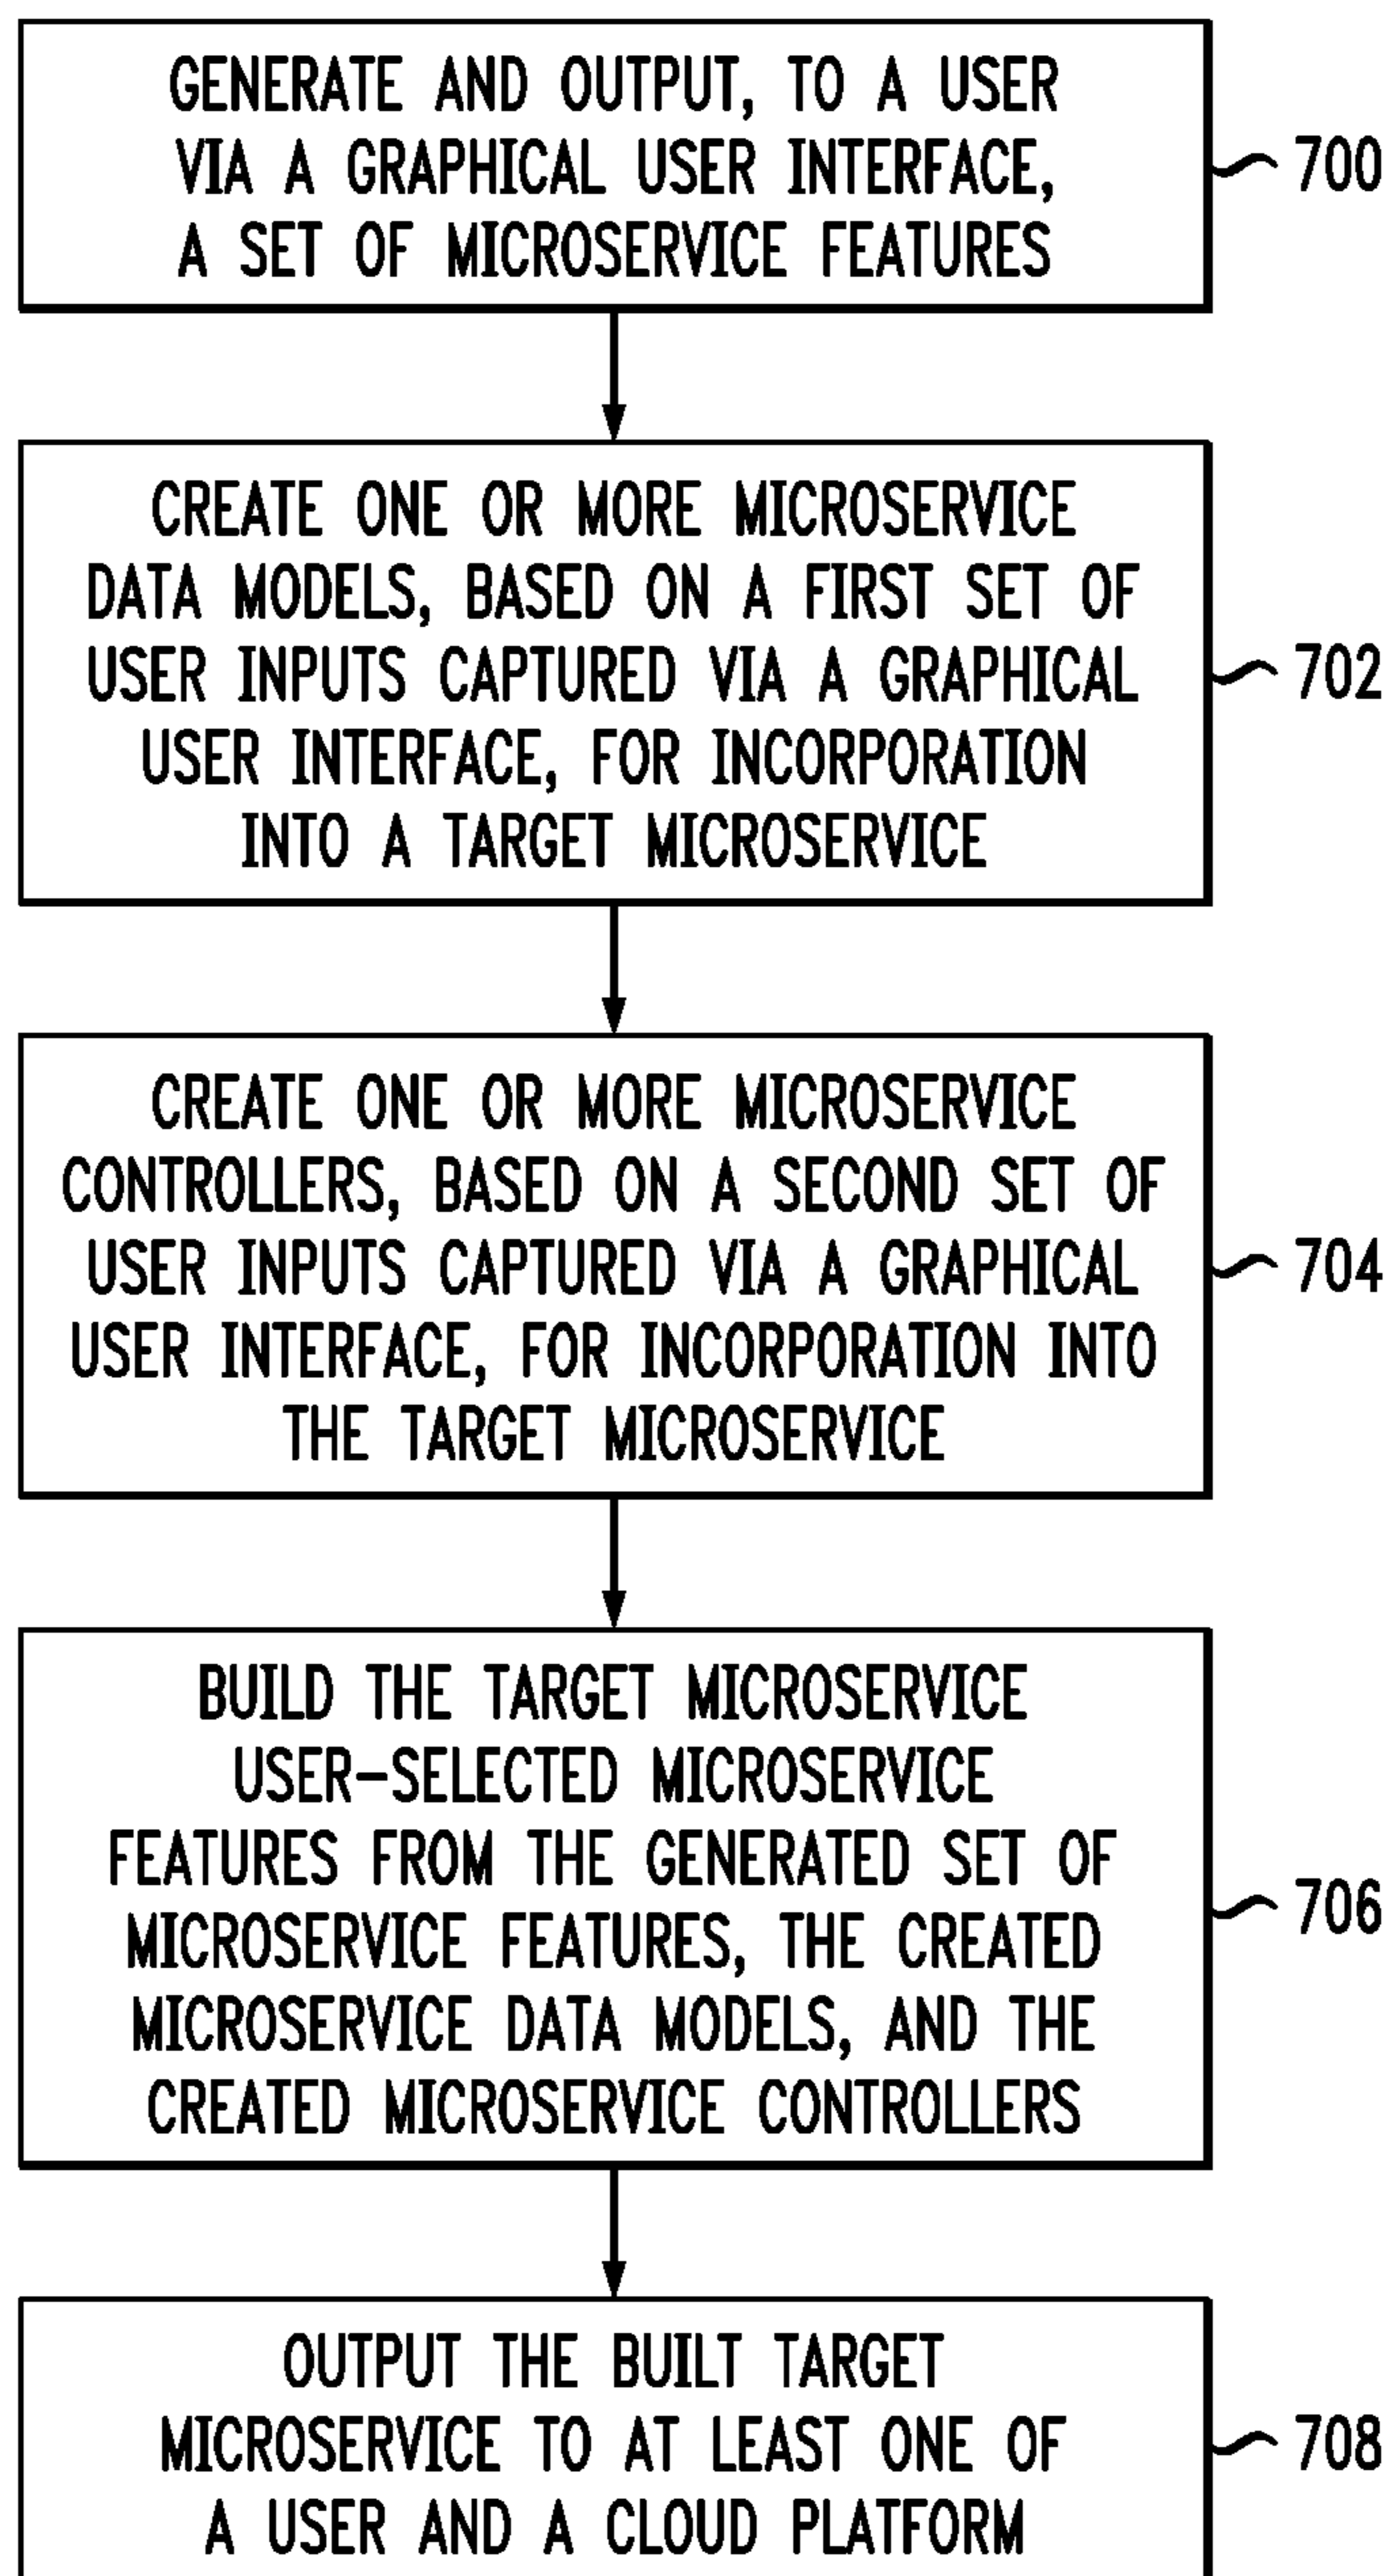 GENERATE AND OUTPUT, TO A USER
VIA A GRAPHICAL USER INTERFACE,
A SET OF MICROSERVICE FEATURES
700
CREATE ONE OR MORE MICROSERVICE
DATA MODELS, BASED ON A FIRST SET OF
USER INPUTS CAPTURED VIA A GRAPHICAL
USER INTERFACE, FOR INCORPORATION
INTO A TARGET MICROSERVICE
702
CREATE ONE OR MORE MICROSERVICE
CONTROLLERS, BASED ON A SECOND SET OF
USER INPUTS CAPTURED VIA A GRAPHICAL
USER INTERFACE, FOR INCORPORATION INTO
THE TARGET MICROSERVICE
704
BUILD THE TARGET MICROSERVICE
USER-SELECTED MICROSERVICE
FEATURES FROM THE GENERATED SET OF
MICROSERVICE FEATURES, THE CREATED
MICROSERVICE DATA MODELS, AND THE
CREATED MICROSERVICE CONTROLLERS
706
OUTPUT THE BUILT TARGET
MICROSERVICE TO AT LEAST ONE OF
A USER AND A CLOUD PLATFORM
708